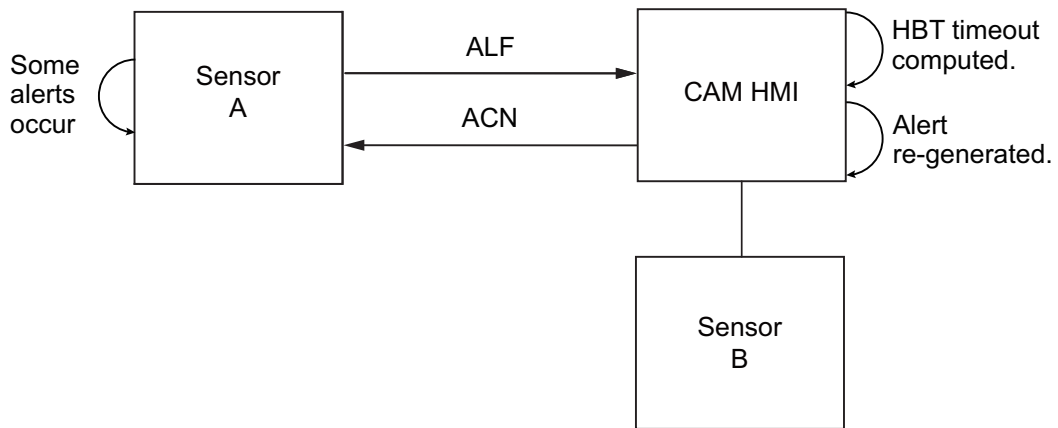 Some
alerts
occur
Sensor
A
ALF
ACN
CAM HMI
HBT timeout
computed.
Alert
re-generated.
Sensor
B